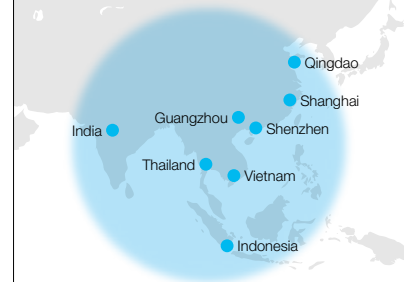 Qingdao
Shanghai
Guangzhou
Shenzhen
India
Thailand
Vietnam
Indonesia